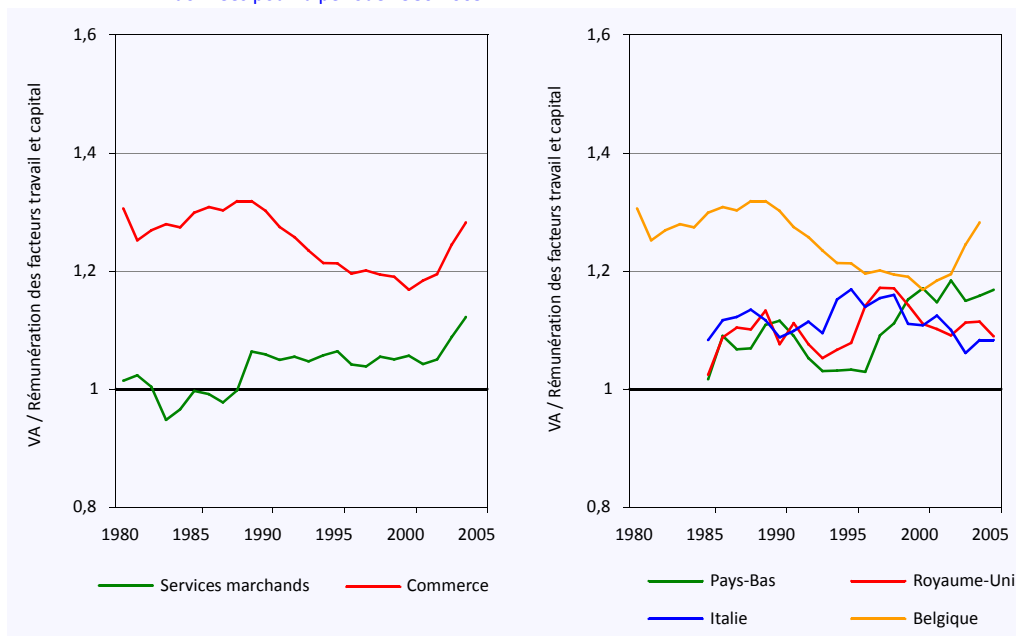 VA / Rémunération des facteurs travail et capital
1,6
1,4
1,2
1
0,8
1980 1985 1990 1995 2000 2005
Services marchands Commerce
VA / Rémunération des facteurs travail et capital
1,6
1,4
1,2
1
0,8
1980 1985 1990 1995 2000 2005
Pays-Bas Royaume-Uni
Italie Belgique